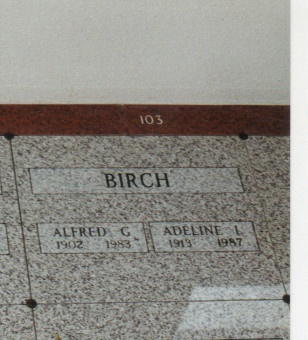 103
BIRCH
ALFRED G
1902 1983
ADELINE L
1913 1987